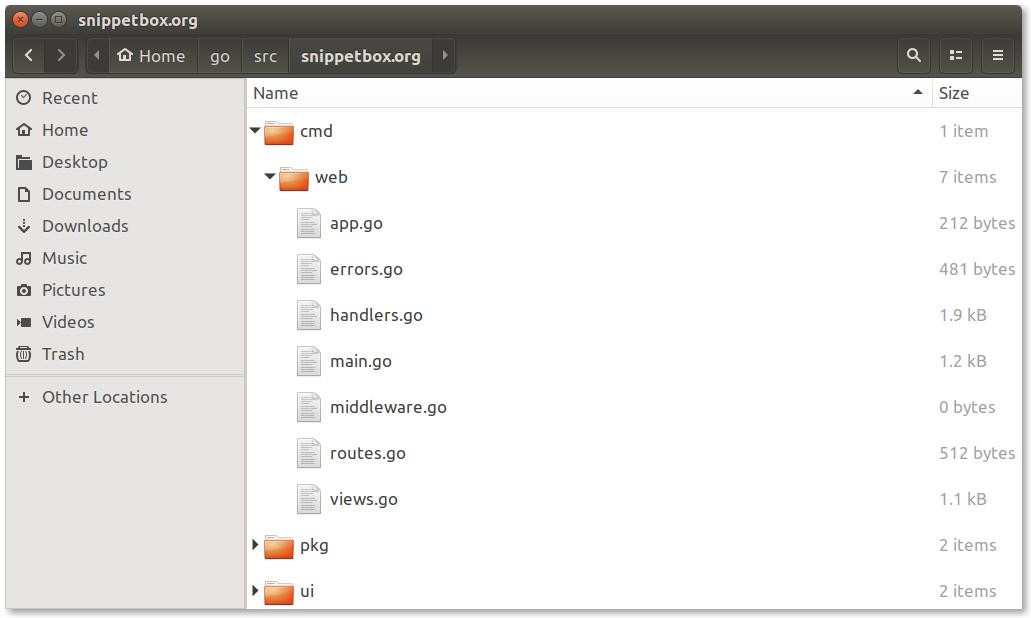 snippetbox.org
Home go src snippetbox.org
Recent
Home
Desktop
Documents
Downloads
Music
Pictures
Videos
Trash
+ Other Locations
Name Size
cmd 1 item
web 7 items
app.go 212 bytes
errors.go 481 bytes
handlers.go 1.9 kB
main.go 1.2 kB
middleware.go 0 bytes
routes.go 512 bytes
views.go 1.1 kB
pkg 2 items
ui 2 items